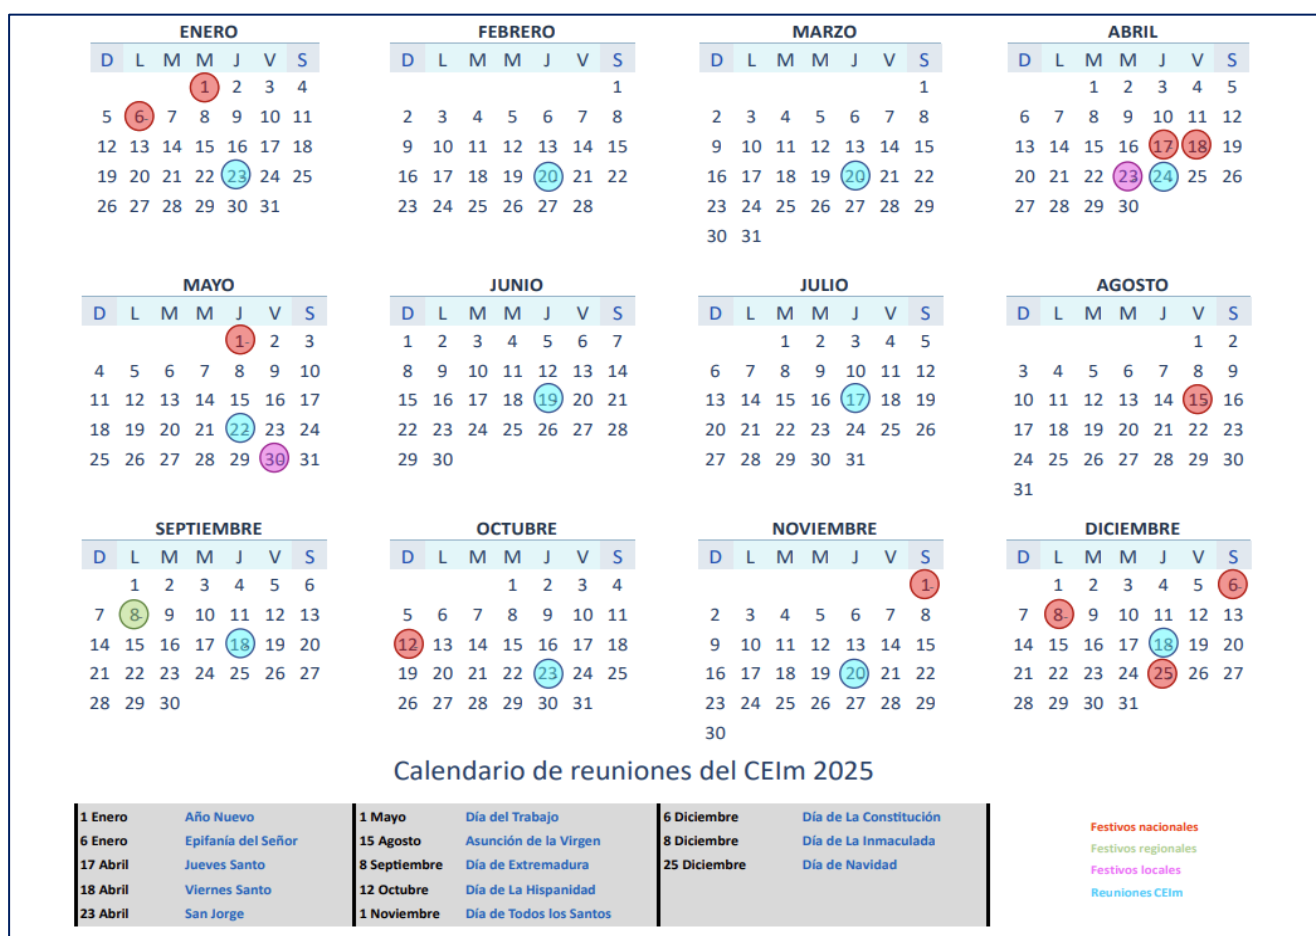 ENERO FEBRERO MARZO ABRIL
D L M M J V S D L M M J V S D L M M J V S D L M M J V S
1 2 3 4 1 1 1 2 3 4 5
5 6 7 8 9 10 11 2 3 4 5 6 7 8 2 3 4 5 6 7 8 6 7 8 9 10 11 12
12 13 14 15 16 17 18 9 10 11 12 13 14 15 9 10 11 12 13 14 15 13 14 15 16 17 18 19
19 20 21 22 23 24 25 16 17 18 19 20 21 22 16 17 18 19 20 21 22 20 21 22 23 24 25 26
26 27 28 29 30 31 23 24 25 26 27 28 23 24 25 26 27 28 29 27 28 29 30
30 31
MAYO JUNIO JULIO AGOSTO
D L M M J V S D L M M J V S D L M M J V S D L M M J V S
1 2 3 1 2 3 4 5 6 7 1 2 3 4 5 1 2
4 5 6 7 8 9 10 8 9 10 11 12 13 14 6 7 8 9 10 11 12 3 4 5 6 7 8 9
11 12 13 14 15 16 17 15 16 17 18 19 20 21 13 14 15 16 17 18 19 10 11 12 13 14 15 16
18 19 20 21 22 23 24 22 23 24 25 26 27 28 20 21 22 23 24 25 26 17 18 19 20 21 22 23
25 26 27 28 29 30 31 29 30 27 28 29 30 31 24 25 26 27 28 29 30
31
SEPTIEMBRE OCTUBRE NOVIEMBRE DICIEMBRE
D L M M J V S D L M M J V S D L M M J V S D L M M J V S
1 2 3 4 5 6 1 2 3 4 1 1 2 3 4 5 6
7 8 9 10 11 12 13 5 6 7 8 9 10 11 2 3 4 5 6 7 8 7 8 9 10 11 12 13
14 15 16 17 18 19 20 12 13 14 15 16 17 18 9 10 11 12 13 14 15 14 15 16 17 18 19 20
21 22 23 24 25 26 27 19 20 21 22 23 24 25 16 17 18 19 20 21 22 21 22 23 24 25 26 27
28 29 30 26 27 28 29 30 31 23 24 25 26 27 28 29 28 29 30 31
30
Calendario de reuniones del CEIm 2025
1 Enero Año Nuevo 1 Mayo Día del Trabajo 6 Diciembre Día de La Constitución
6 Enero Epifanía del Señor 15 Agosto Asunción de la Virgen 8 Diciembre Día de La Inmaculada
17 Abril Jueves Santo 8 Septiembre Día de Extremadura 25 Diciembre Día de Navidad
18 Abril Viernes Santo 12 Octubre Día de La Hispanidad
23 Abril San Jorge 1 Noviembre Día de Todos los Santos
Festivos nacionales
Festivos regionales
Festivos locales
Reuniones CEIm